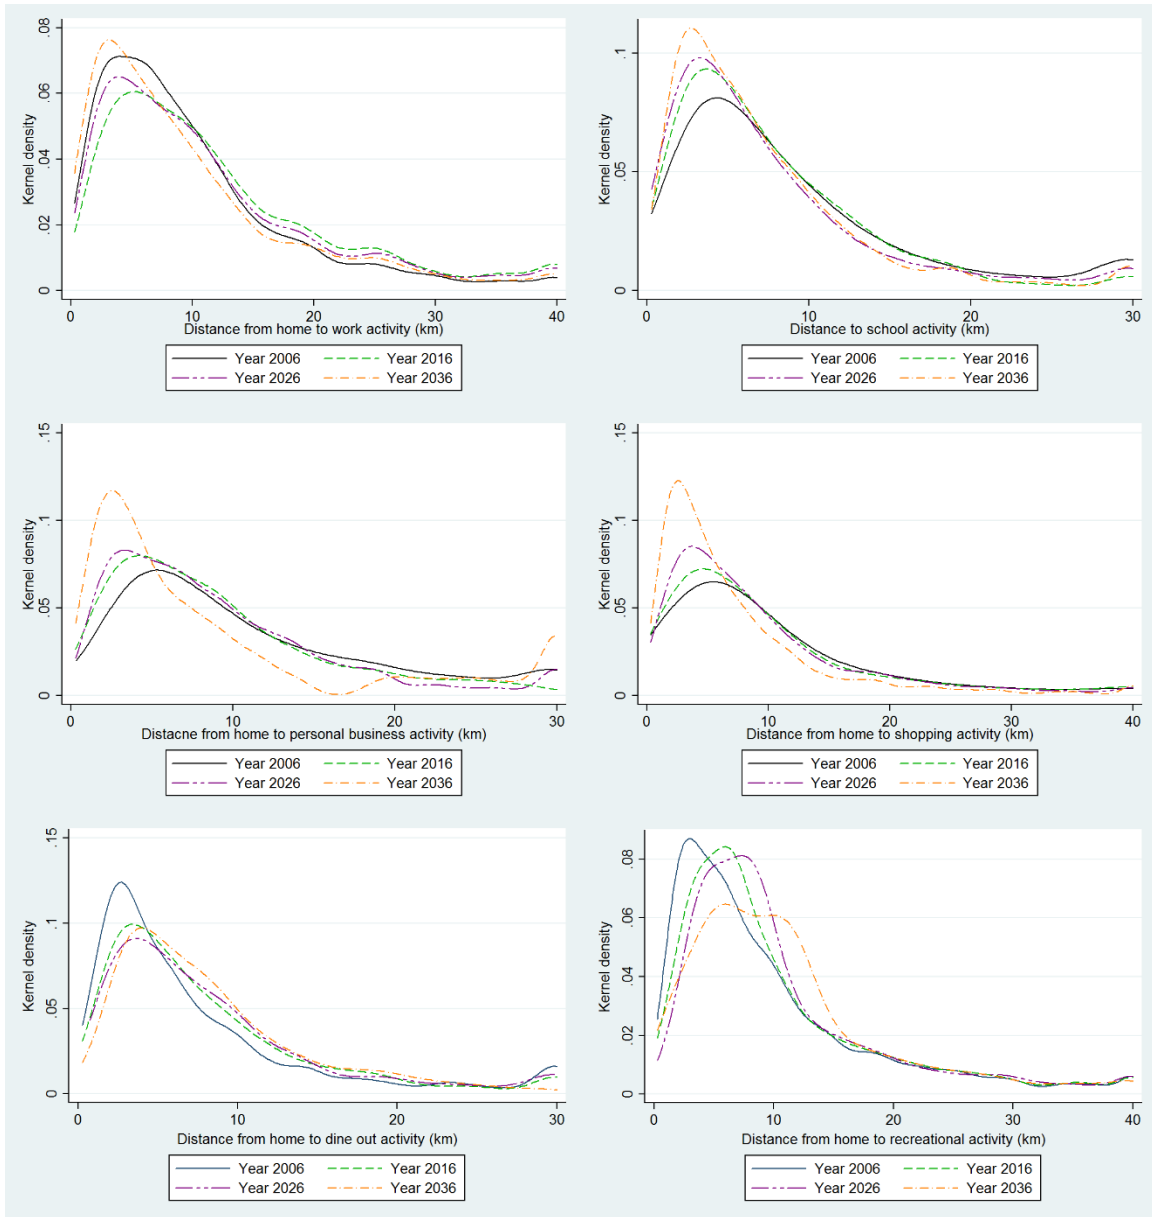 Kernel density
0 .02 .04 .06 .08
0 10 20 30 40
Distance from home to work activity (km)
Year 2006 Year 2016
Year 2026 Year 2036
Kernel density
0 .05 .1
0 10 20 30
Distance to school activity (km)
Year 2006 Year 2016
Year 2026 Year 2036
Kernel density
0 .05 .1 .15
0 10 20 30
Distacne from home to personal business activity (km)
Year 2006 Year 2016
Year 2026 Year 2036
Kernel density
0 .05 .1 .15
0 10 20 30 40
Distance from home to shopping activity (km)
Year 2006 Year 2016
Year 2026 Year 2036
Kernel density
0 .05 .1 .15
0 10 20 30
Distance from home to dine out activity (km)
Year 2006 Year 2016
Year 2026 Year 2036
Kernel density
0 .02 .04 .06 .08
0 10 20 30 40
Distance from home to recreational activity (km)
Year 2006 Year 2016
Year 2026 Year 2036